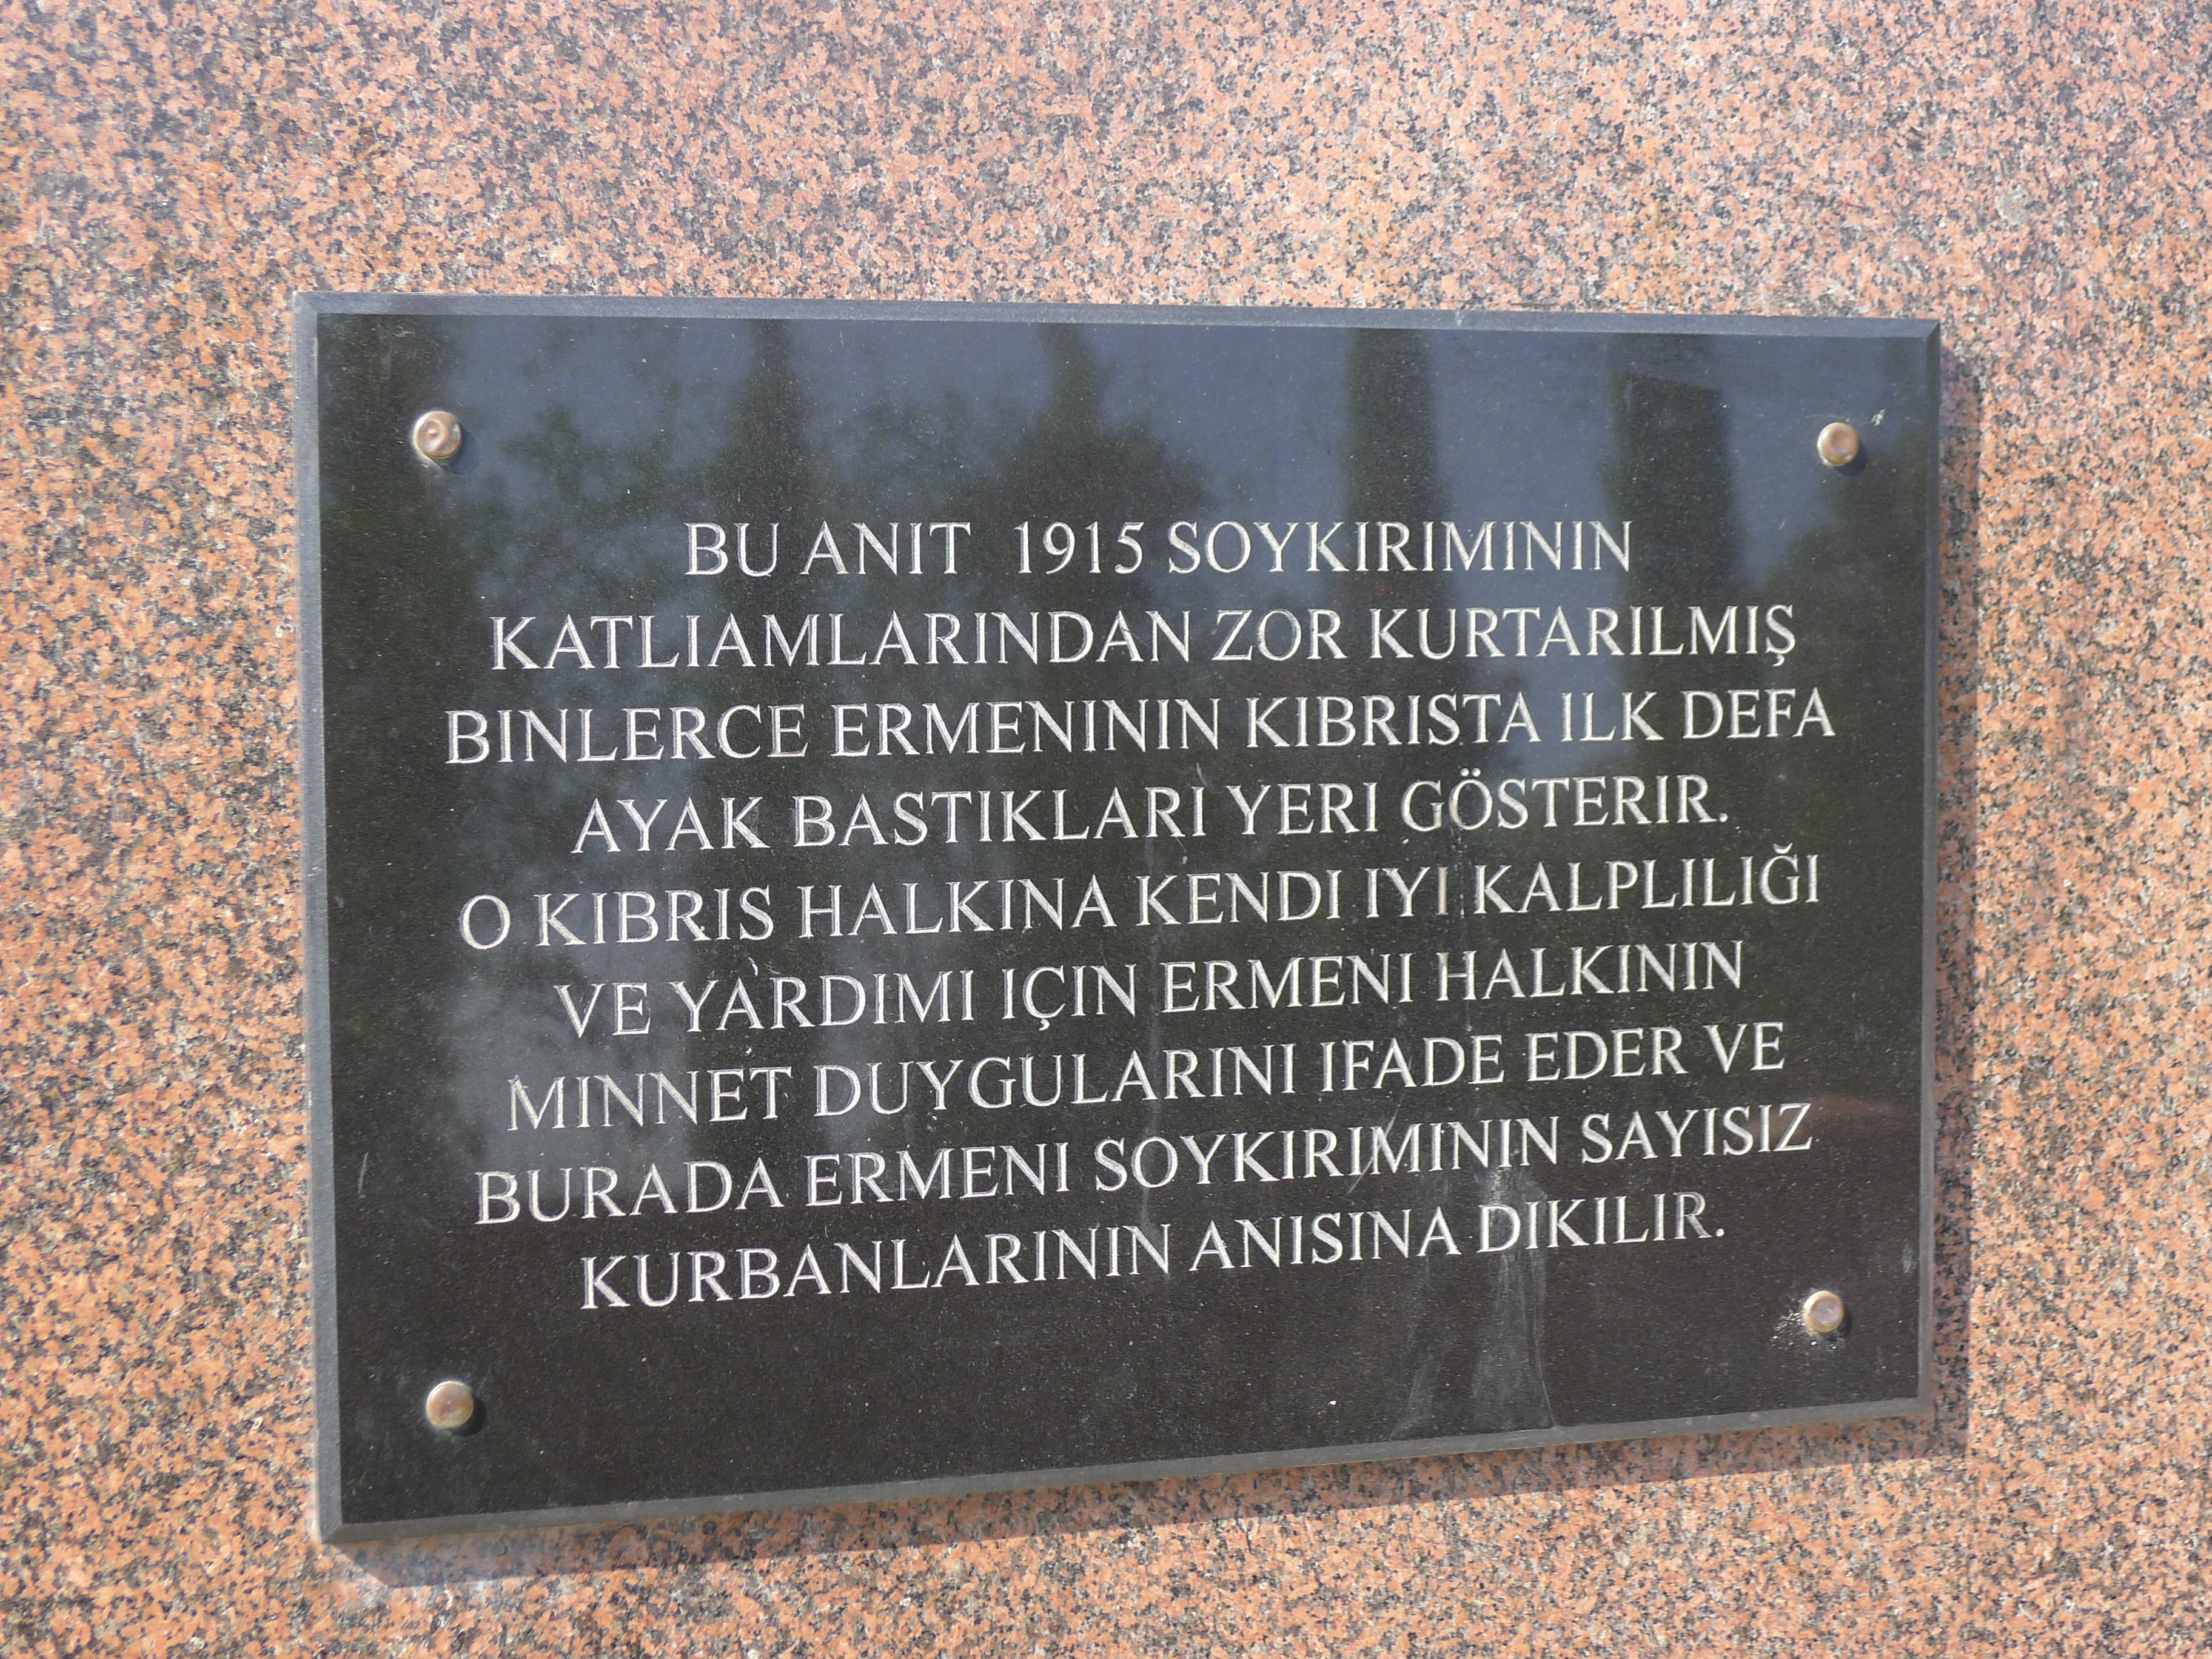 BU ANIT 1915 SOYKIRIMININ
KATLIAMLARINDAN ZOR KURTARILMIŞ
BINLERCE ERMENININ KIBRISTA ILK DEFA
AYAK BASTIKLARI YERI GÖSTERIR.
O KIBRIS HALKINA KENDI IYI KALPLILIĞI
VE YARDIMI IÇIN ERMENI HALKININ
MINNET DUYGULARINI IFADE EDER VE
BURADA ERMENI SOYKIRIMININ SAYISIZ
KURBANLARININ ANISINA DIKILIR.